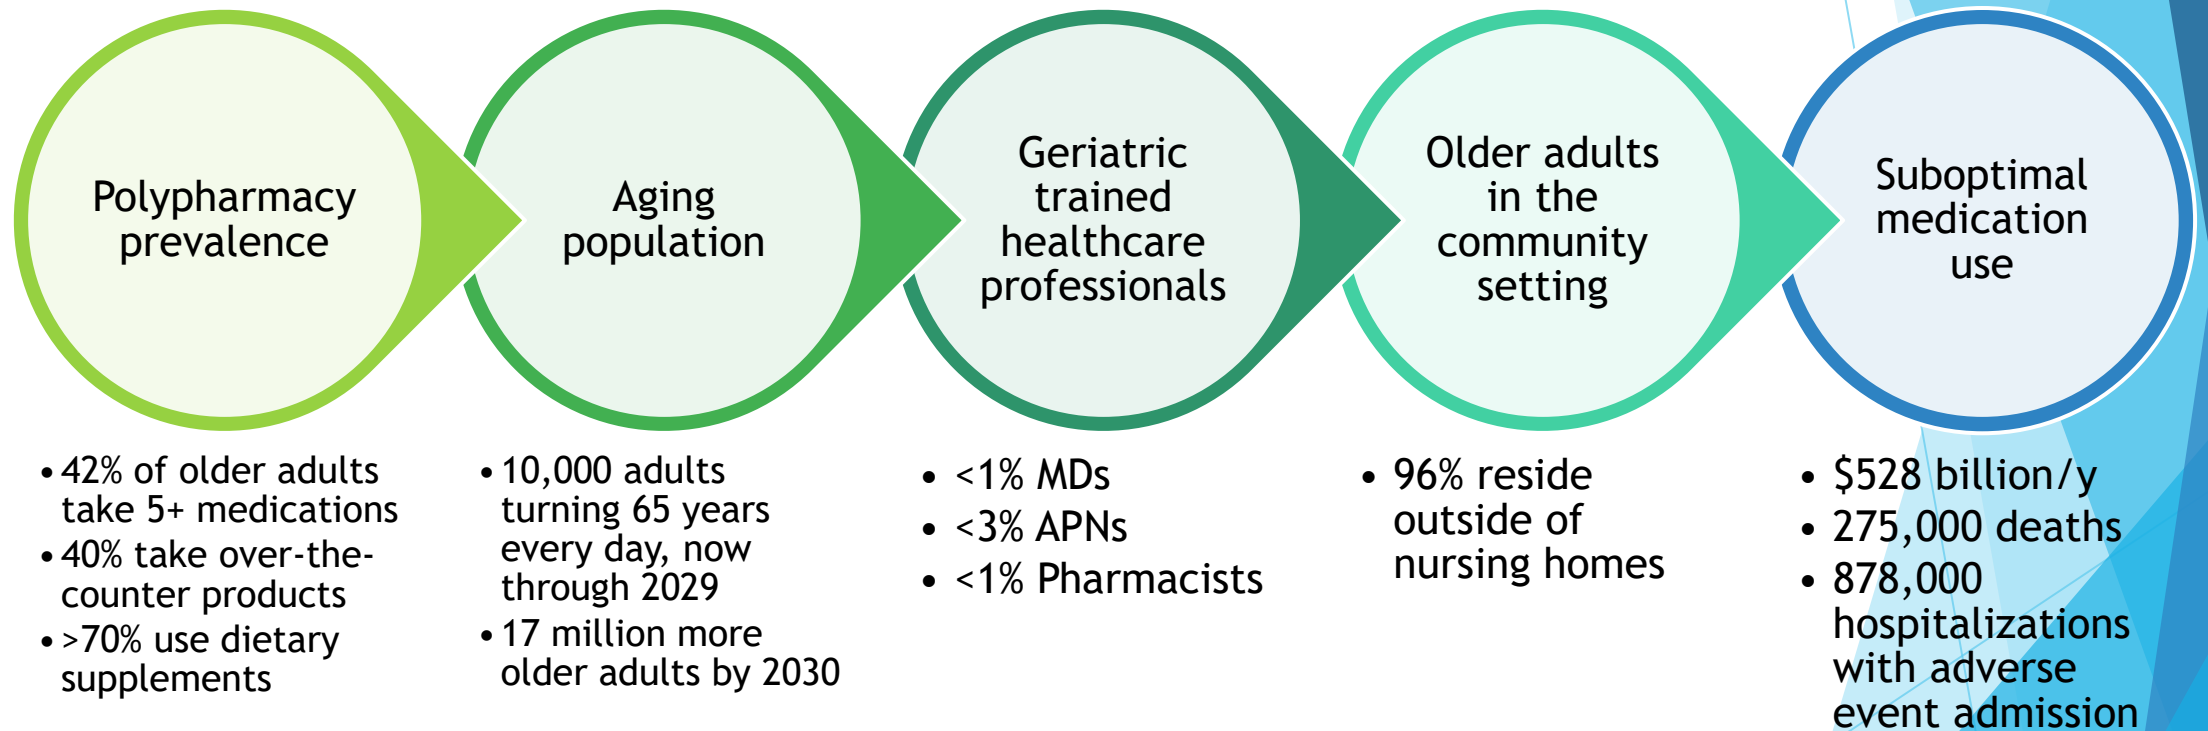 Polypharmacy
prevalence
• 42% of older adults
take 5+ medications
• 40% take over-the-
counter products
• >70% use dietary
supplements
Aging
population
• 10,000 adults
turning 65 years
every day, now
through 2029
• 17 million more
older adults by 2030
Geriatric
trained
healthcare
professionals
• <1% MDs
• <3% APNs
• <1% Pharmacists
Older adults
in the
community
setting
• 96% reside
outside of
nursing homes
Suboptimal
medication
use
• $528 billion/y
• 275,000 deaths
• 878,000
hospitalizations
with adverse
event admission